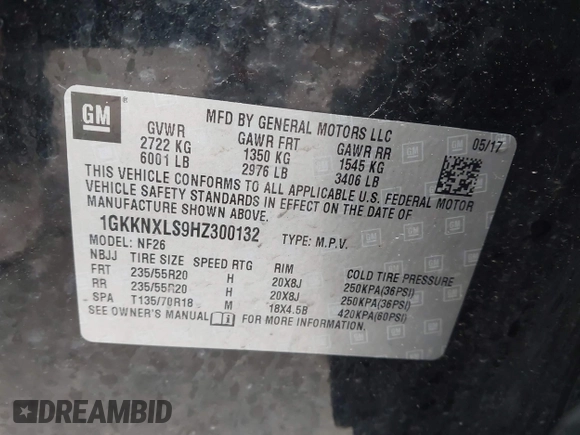 GM
MFD BY GENERAL MOTORS LLC
GVWR GAWR FRT GAWR RR 05/17
2722 KG 1350 KG 1545 KG
6001 LB 2976 LB 3406 LB
THIS VEHICLE CONFORMS TO ALL APPLICABLE U.S. FEDERAL MOTOR
VEHICLE SAFETY STANDARDS IN EFFECT ON THE DATE OF
MANUFACTURE SHOWN ABOVE.
1GKKNXLS9HZ300132 TYPE: M.P.V.
MODEL: NF26
NBJJ TIRE SIZE SPEED RTG RIM COLD TIRE PRESSURE
FRT 235/55R20 H 20X8J 250KPA(36PSI)
RR 235/55R20 H 20X8J 250KPA(36PSI)
SPA T135/70R18 M 18X4.5B 420KPA(60PSI)
SEE OWNER'S MANUAL FOR MORE INFORMATION.
DREAMBID